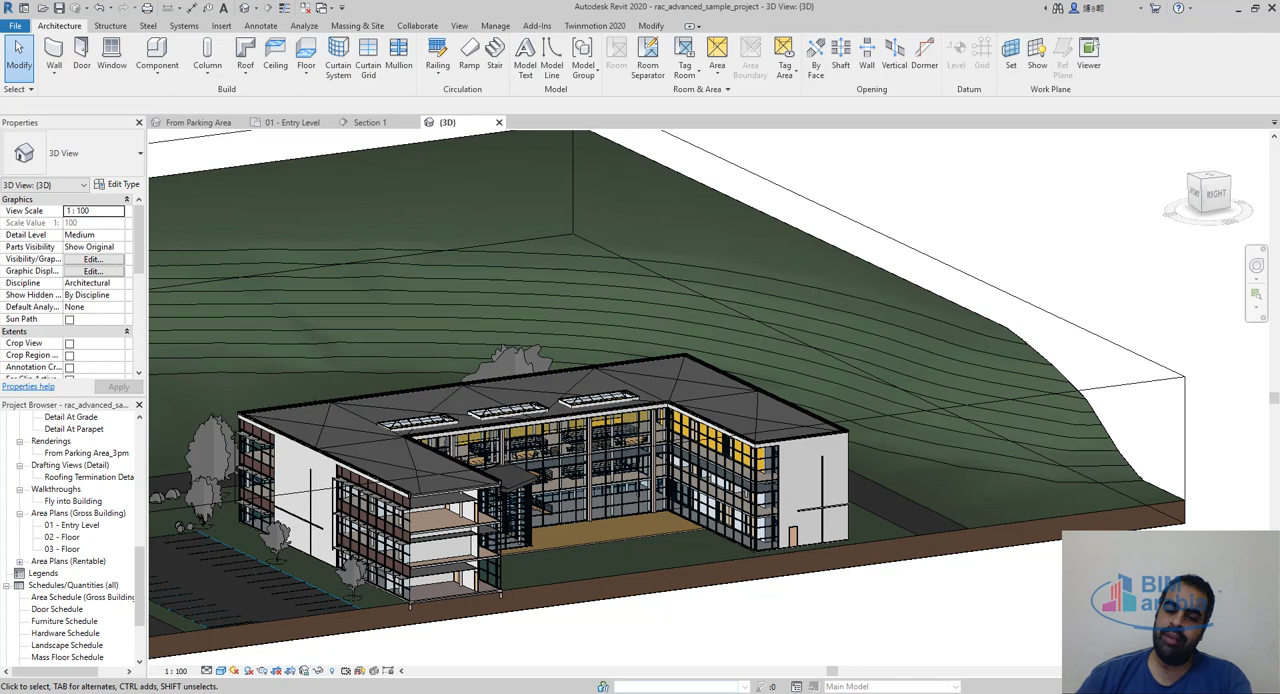 Autodesk Revit 2020 - rac_advanced_sample_project - 3D View: {3D}
File Architecture Structure Steel Systems Insert Annotate Analyze Massing & Site Collaborate View Manage Add-Ins Twinmotion 2020 Modify
Modify Wall Door Window Component Column Roof Ceiling Floor Curtain System Curtain Grid Mullion Railing Ramp Stair Model Text Model Line Model Group Room Room Separator Tag Room Area Area Boundary Tag Area By Face Shaft Wall Vertical Dormer Level Grid Set Show Ref Plane Viewer
Select Build Circulation Model Room & Area Opening Datum Work Plane
Properties
From Parking Area 01 - Entry Level Section 1 {3D}
3D View
3D View: {3D} Edit Type
Graphics
View Scale 1 : 100
Scale Value 1: 100
Detail Level Medium
Parts Visibility Show Original
Visibility/Grap... Edit...
Graphic Displ... Edit...
Discipline Architectural
Show Hidden ... By Discipline
Default Analy... None
Sun Path
Extents
Crop View
Crop Region ...
Annotation Cr...
Properties help Apply
Project Browser - rac_advanced_sa...
Detail At Grade
Detail At Parapet
Renderings
From Parking Area_3pm
Drafting Views (Detail)
Roofing Termination Deta
Walkthroughs
Fly into Building
Area Plans (Gross Building)
01 - Entry Level
02 - Floor
03 - Floor
Area Plans (Rentable)
Legends
Schedules/Quantities (all)
Area Schedule (Gross Building
Door Schedule
Furniture Schedule
Hardware Schedule
Landscape Schedule
Mass Floor Schedule
RIGHT
BIM
arabia
1 : 100
Click to select, TAB for alternates, CTRL adds, SHIFT unselects.
:0
Main Model